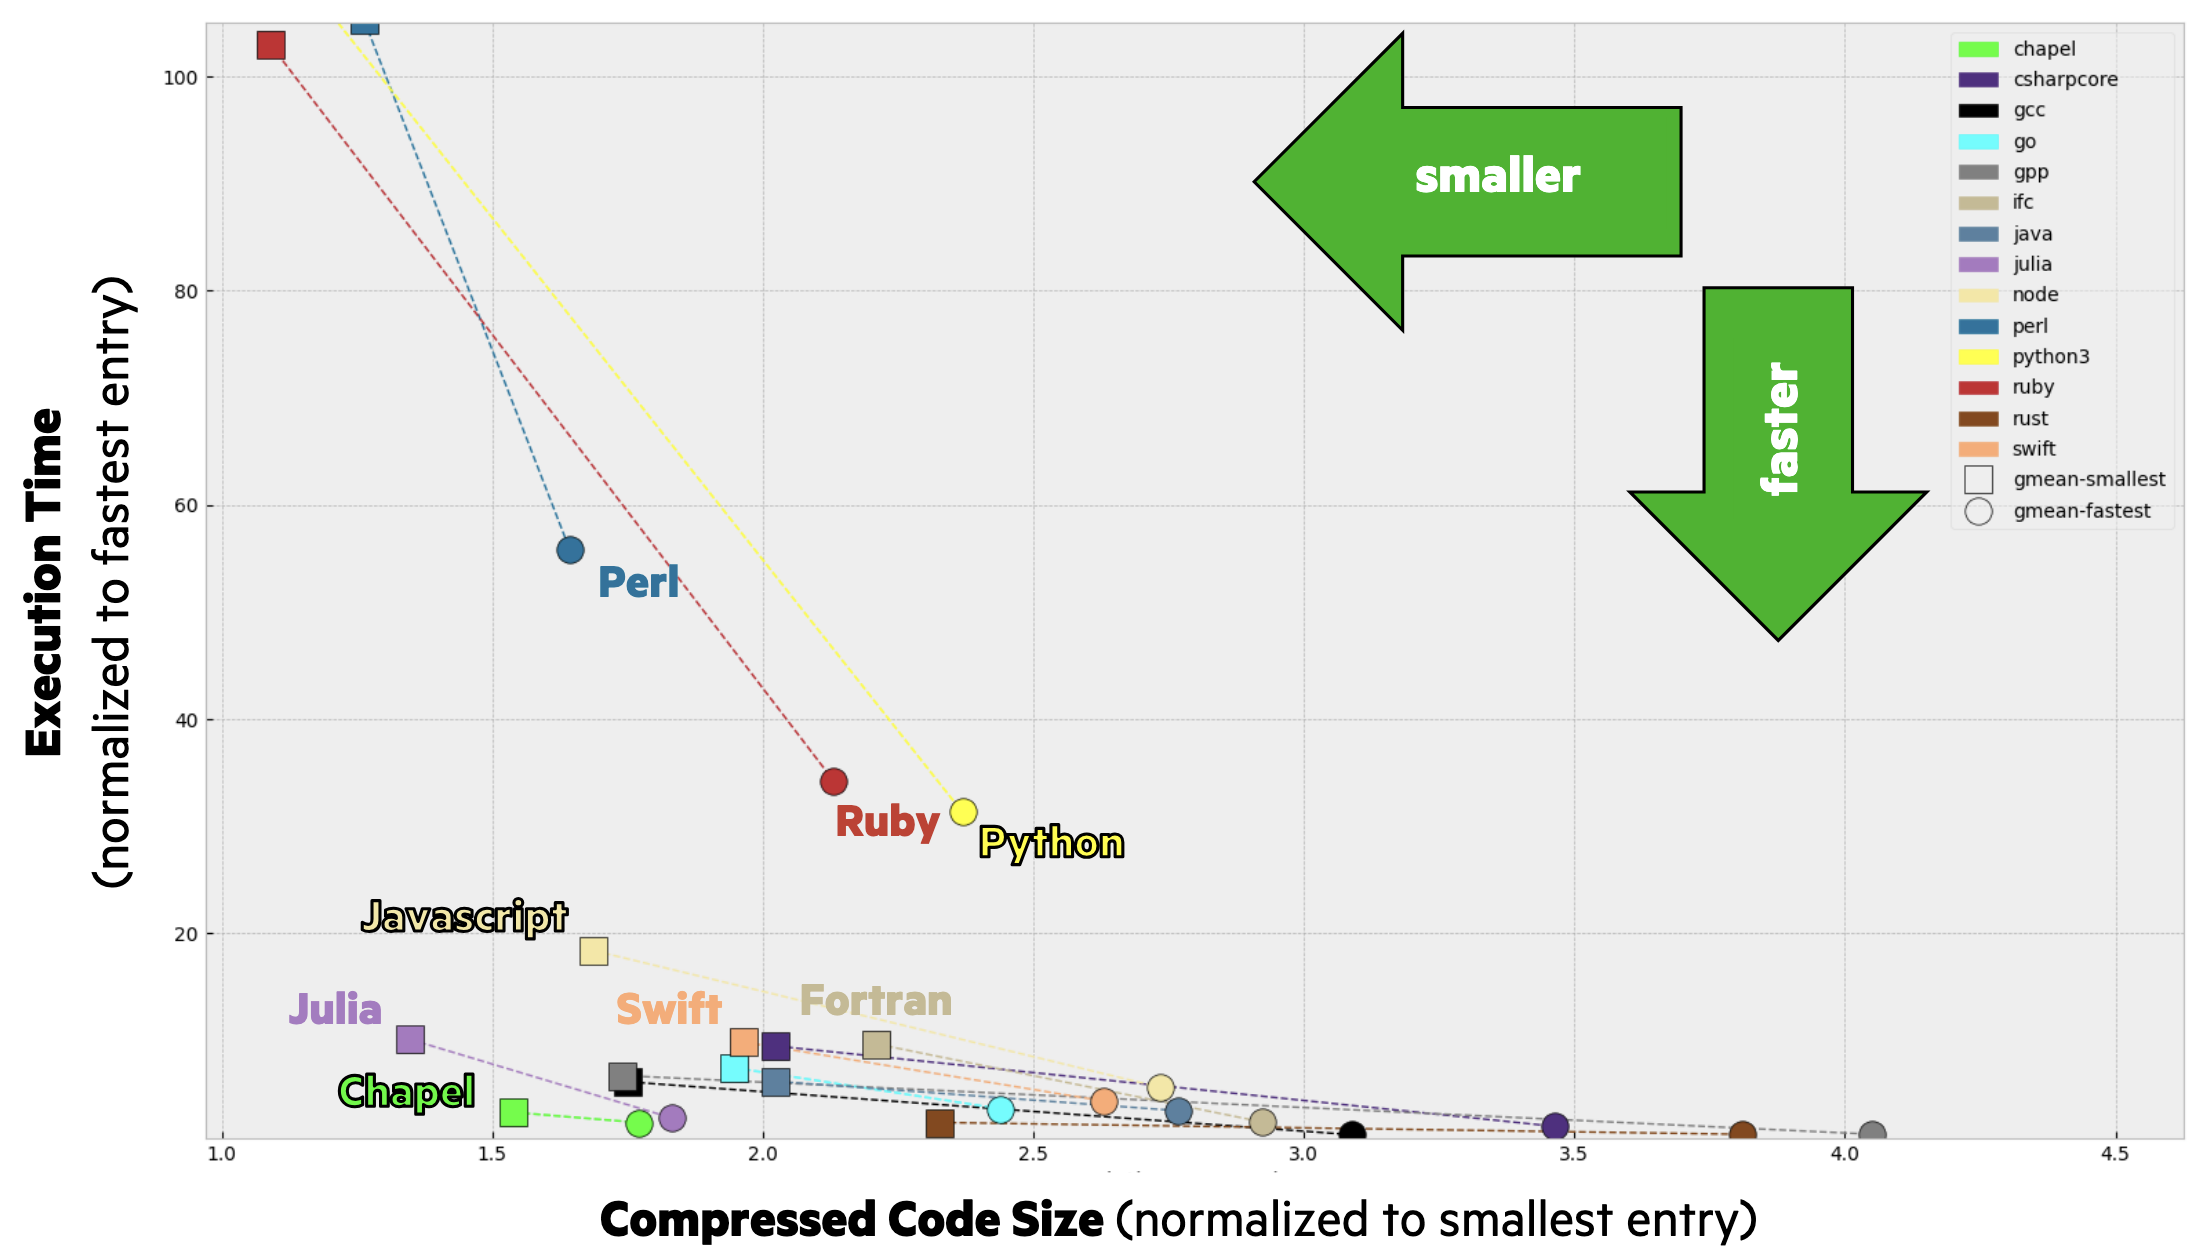 Execution Time
(normalized to fastest entry)
100
80
60
40
20
smaller
faster
chapel
csharpcore
gcc
go
gpp
ifc
java
julia
node
perl
python3
ruby
rust
swift
gmean-smallest
gmean-fastest
Perl
Ruby
Python
Javascript
Julia
Swift
Fortran
Chapel
1.0 1.5 2.0 2.5 3.0 3.5 4.0 4.5
Compressed Code Size (normalized to smallest entry)